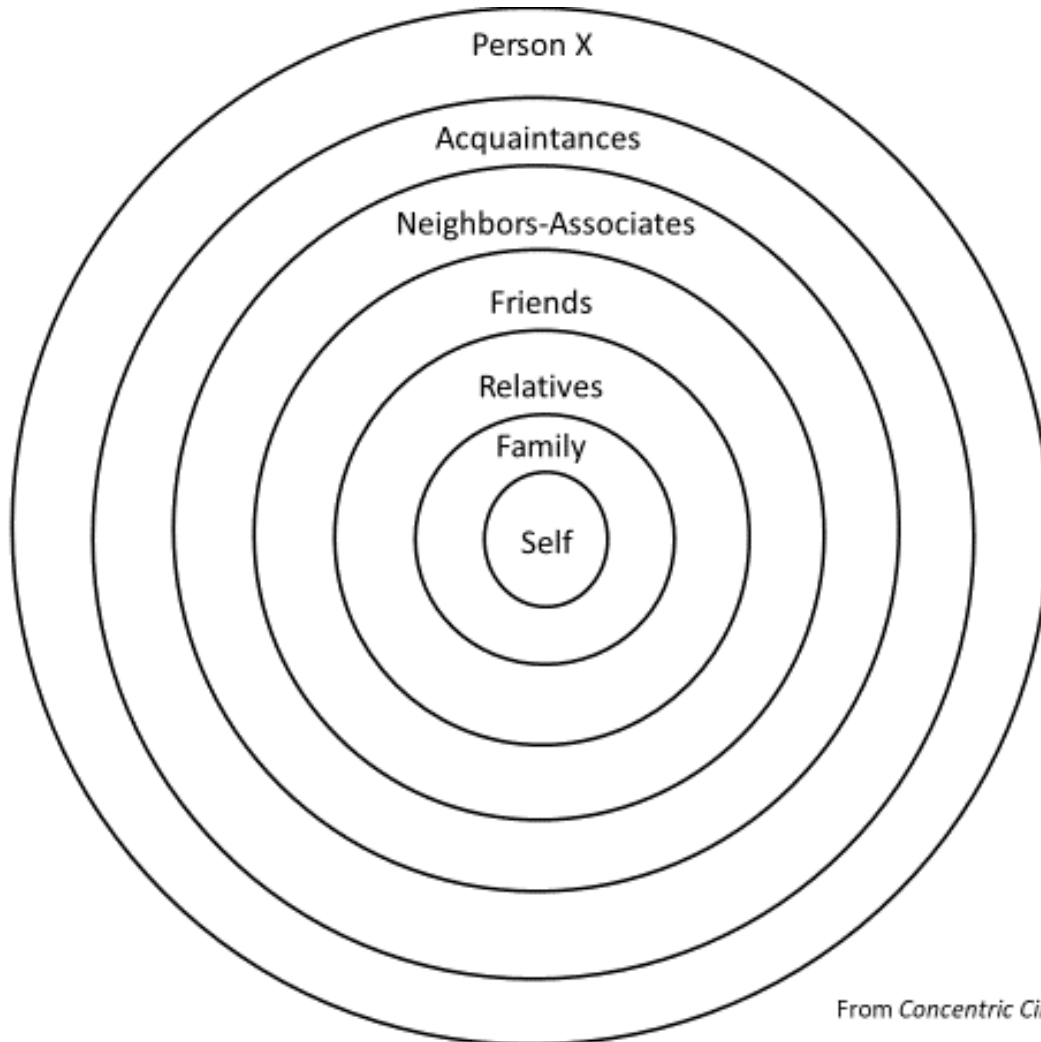 Person X
Acquaintances
Neighbors-Associates
Friends
Relatives
Family
Self
From Concentric